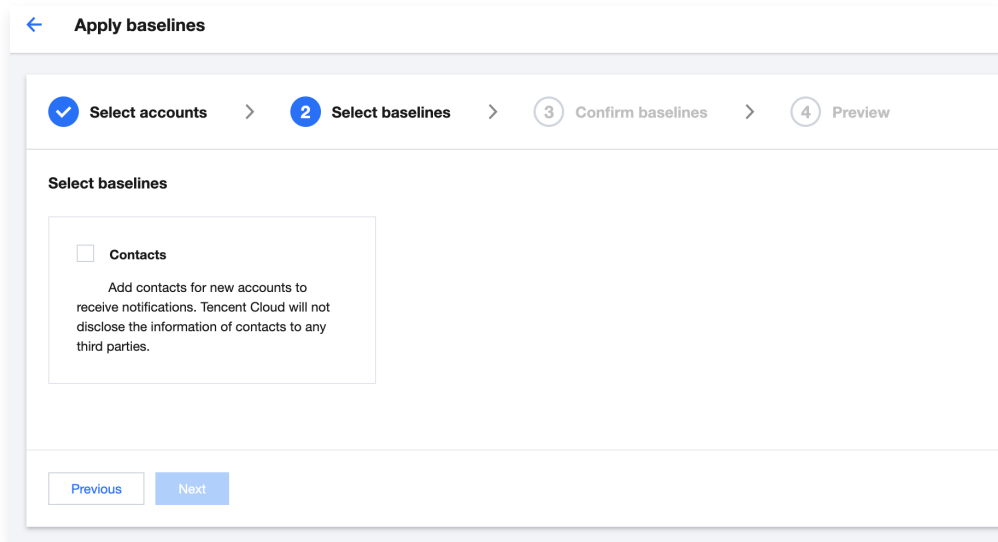 Apply baselines
Select accounts
2 Select baselines
3 Confirm baselines
4 Preview
Select baselines
Contacts
Add contacts for new accounts to
receive notifications. Tencent Cloud will not
disclose the information of contacts to any
third parties.
Previous
Next